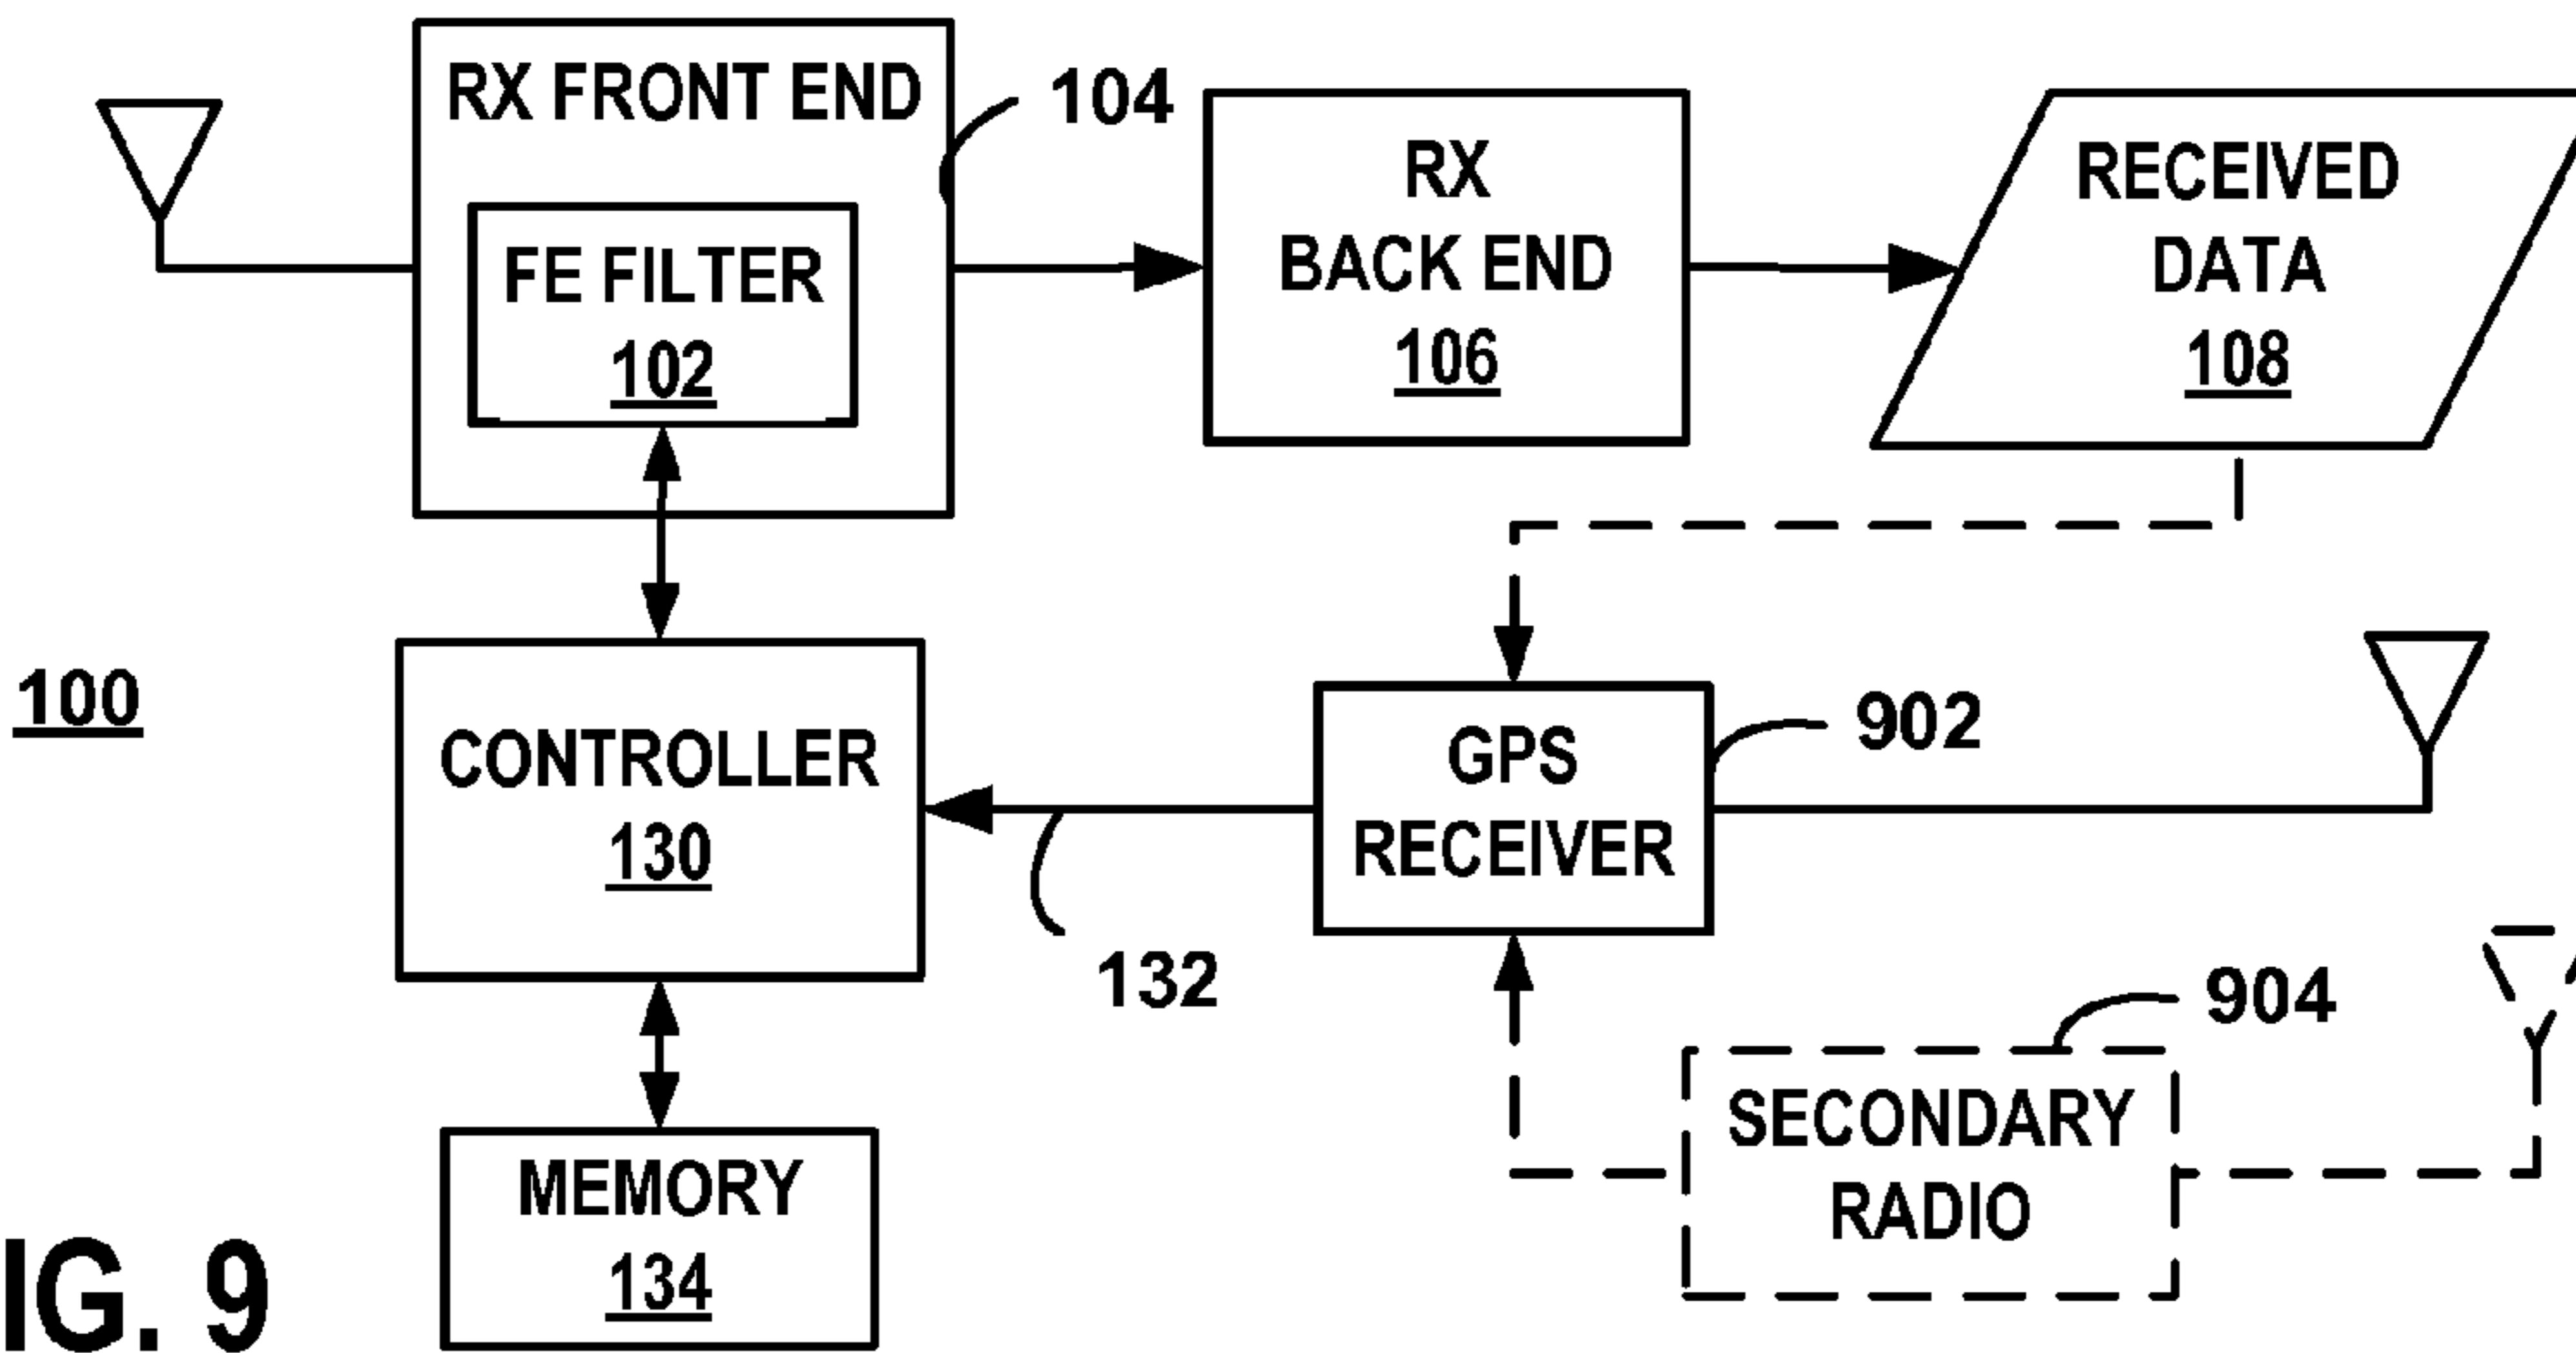 RX FRONT END
104
FE FILTER
102
RX
BACK END
106
RECEIVED
DATA
108
100
CONTROLLER
130
132
GPS
RECEIVER
902
904
SECONDARY
RADIO
MEMORY
134
IG. 9